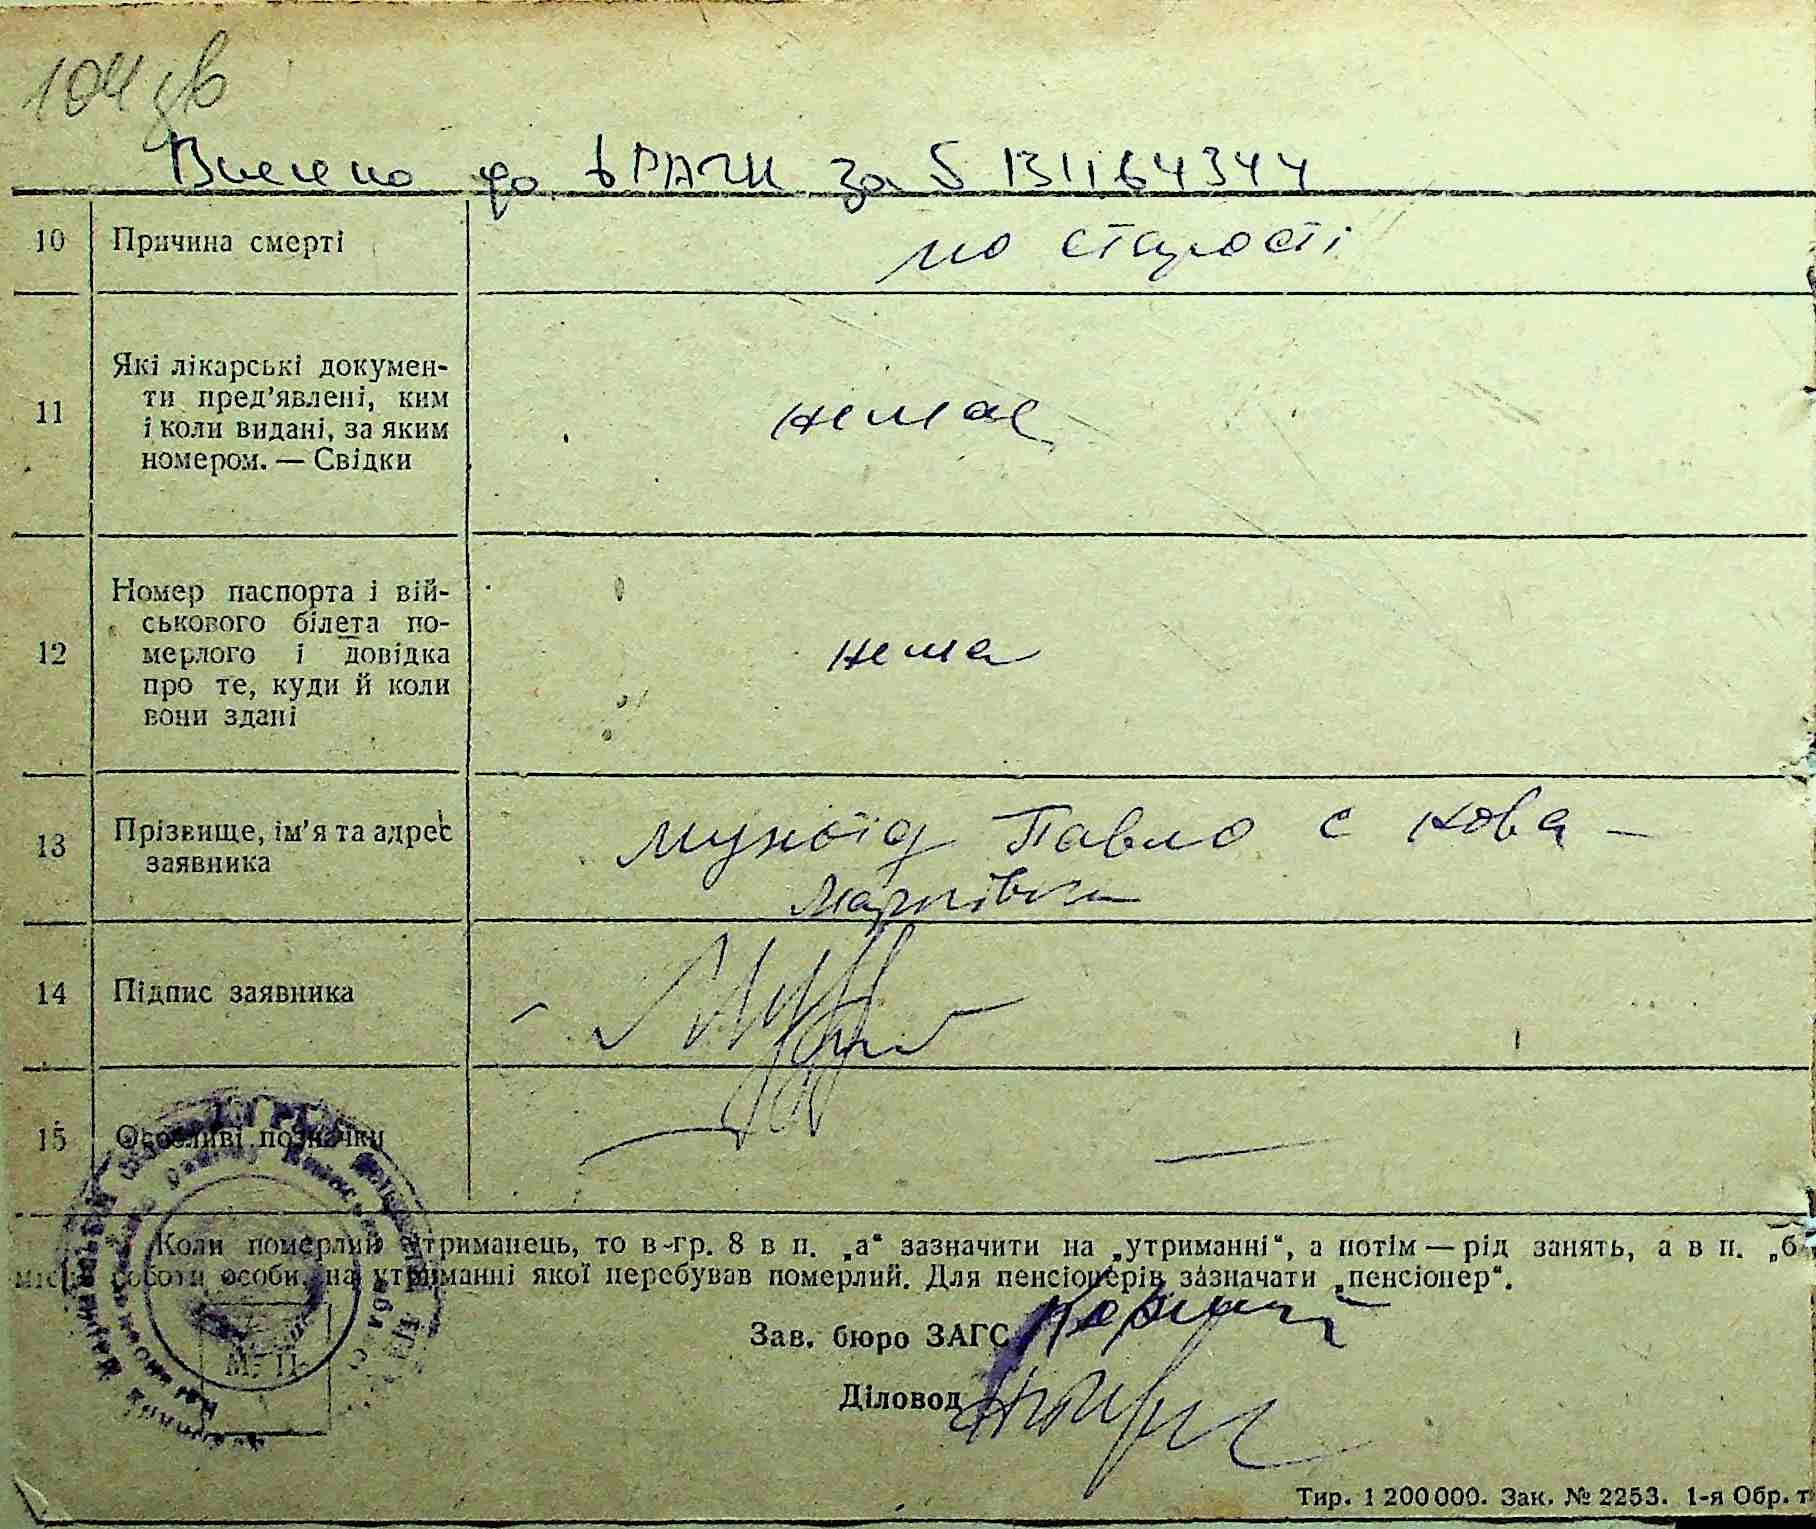 104 зв
Внесено до ДРАЦС за S 131164344
10 Причина смерті по старості
11 Які лікарські докумен-
ти пред'явлені, ким
і коли видані, за яким
номером. — Свідки
немає
12 Номер паспорта і вій-
ськового білета по-
мерлого і довідка
про те, куди й коли
вони здані
нема
13 Прізвище, ім'я та адрес
заявника
Павло с Нова -
Марківка
14 Підпис заявника
15 Особливі позначки —
Коли померлий утриманець, то в гр. 8 в п. „а“ зазначити на „утриманні“, а потім — рід занять, а в п. „б
місце роботи особи, на утриманні якої перебував померлий. Для пенсіонерів зазначати „пенсіонер“.
Зав. бюро ЗАГС
Діловод
М. П.
Тир. 1 200 000. Зак. № 2253. 1-я Обр. т